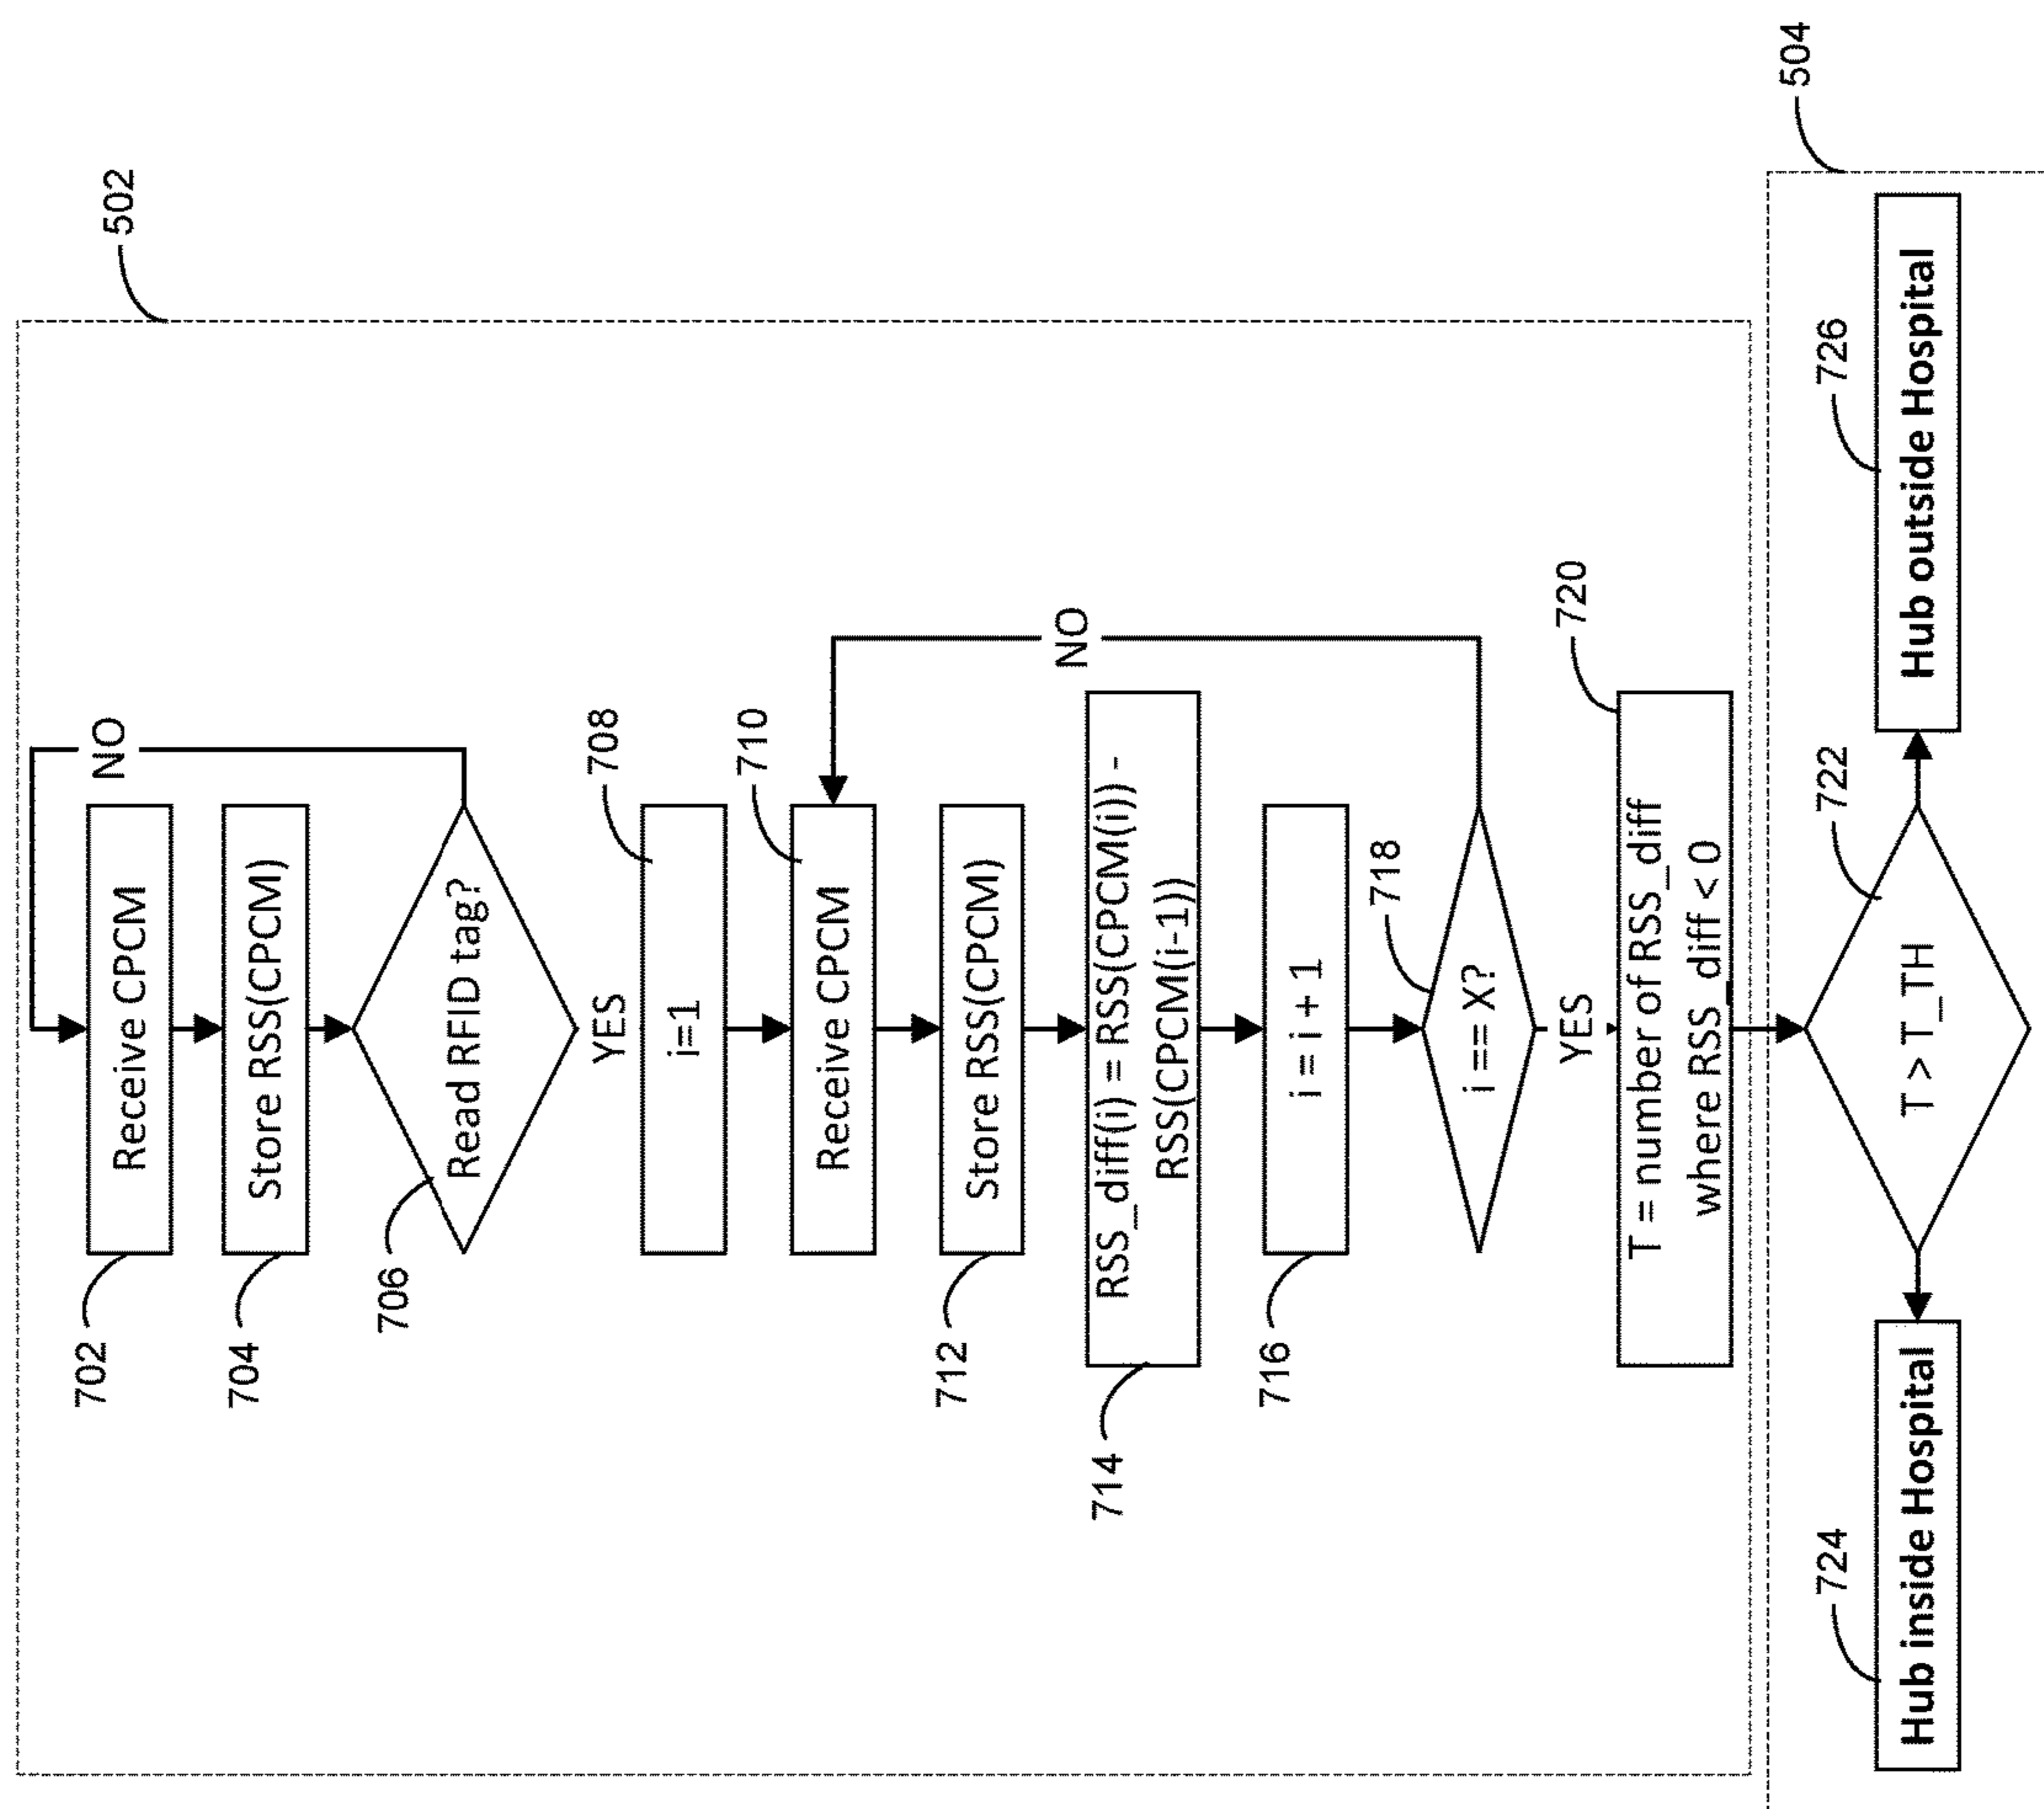 502
NO
702
Receive CPCM
704
Store RSS(CPCM)
706
Read RFID tag?
YES
708
i=1
710
Receive CPCM
NO
712
Store RSS(CPCM)
714
RSS_diff(i) = RSS(CPCM(i)) -
RSS(CPCM(i-1))
716
i = i + 1
718
i == X?
YES
720
T = number of RSS_diff
where RSS_diff < 0
504
722
T > T_TH
724
Hub inside Hospital
726
Hub outside Hospital